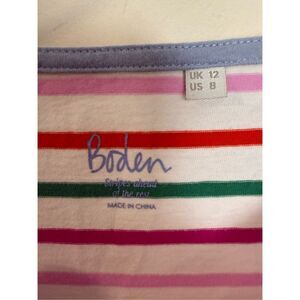 UK 12
US 8
Boden
Stripes ahead
of the rest
MADE IN CHINA